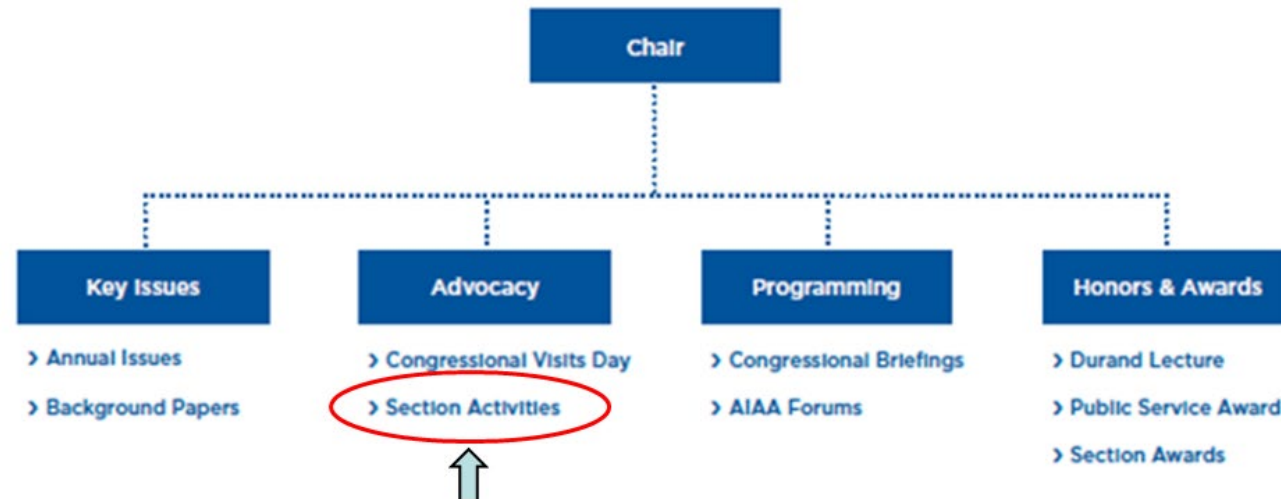 Chair
Key Issues
Advocacy
Programming
Honors & Awards
› Annual Issues
› Background Papers
› Congressional Visits Day
› Section Activities
› Congressional Briefings
› AIAA Forums
› Durand Lecture
› Public Service Award
› Section Awards